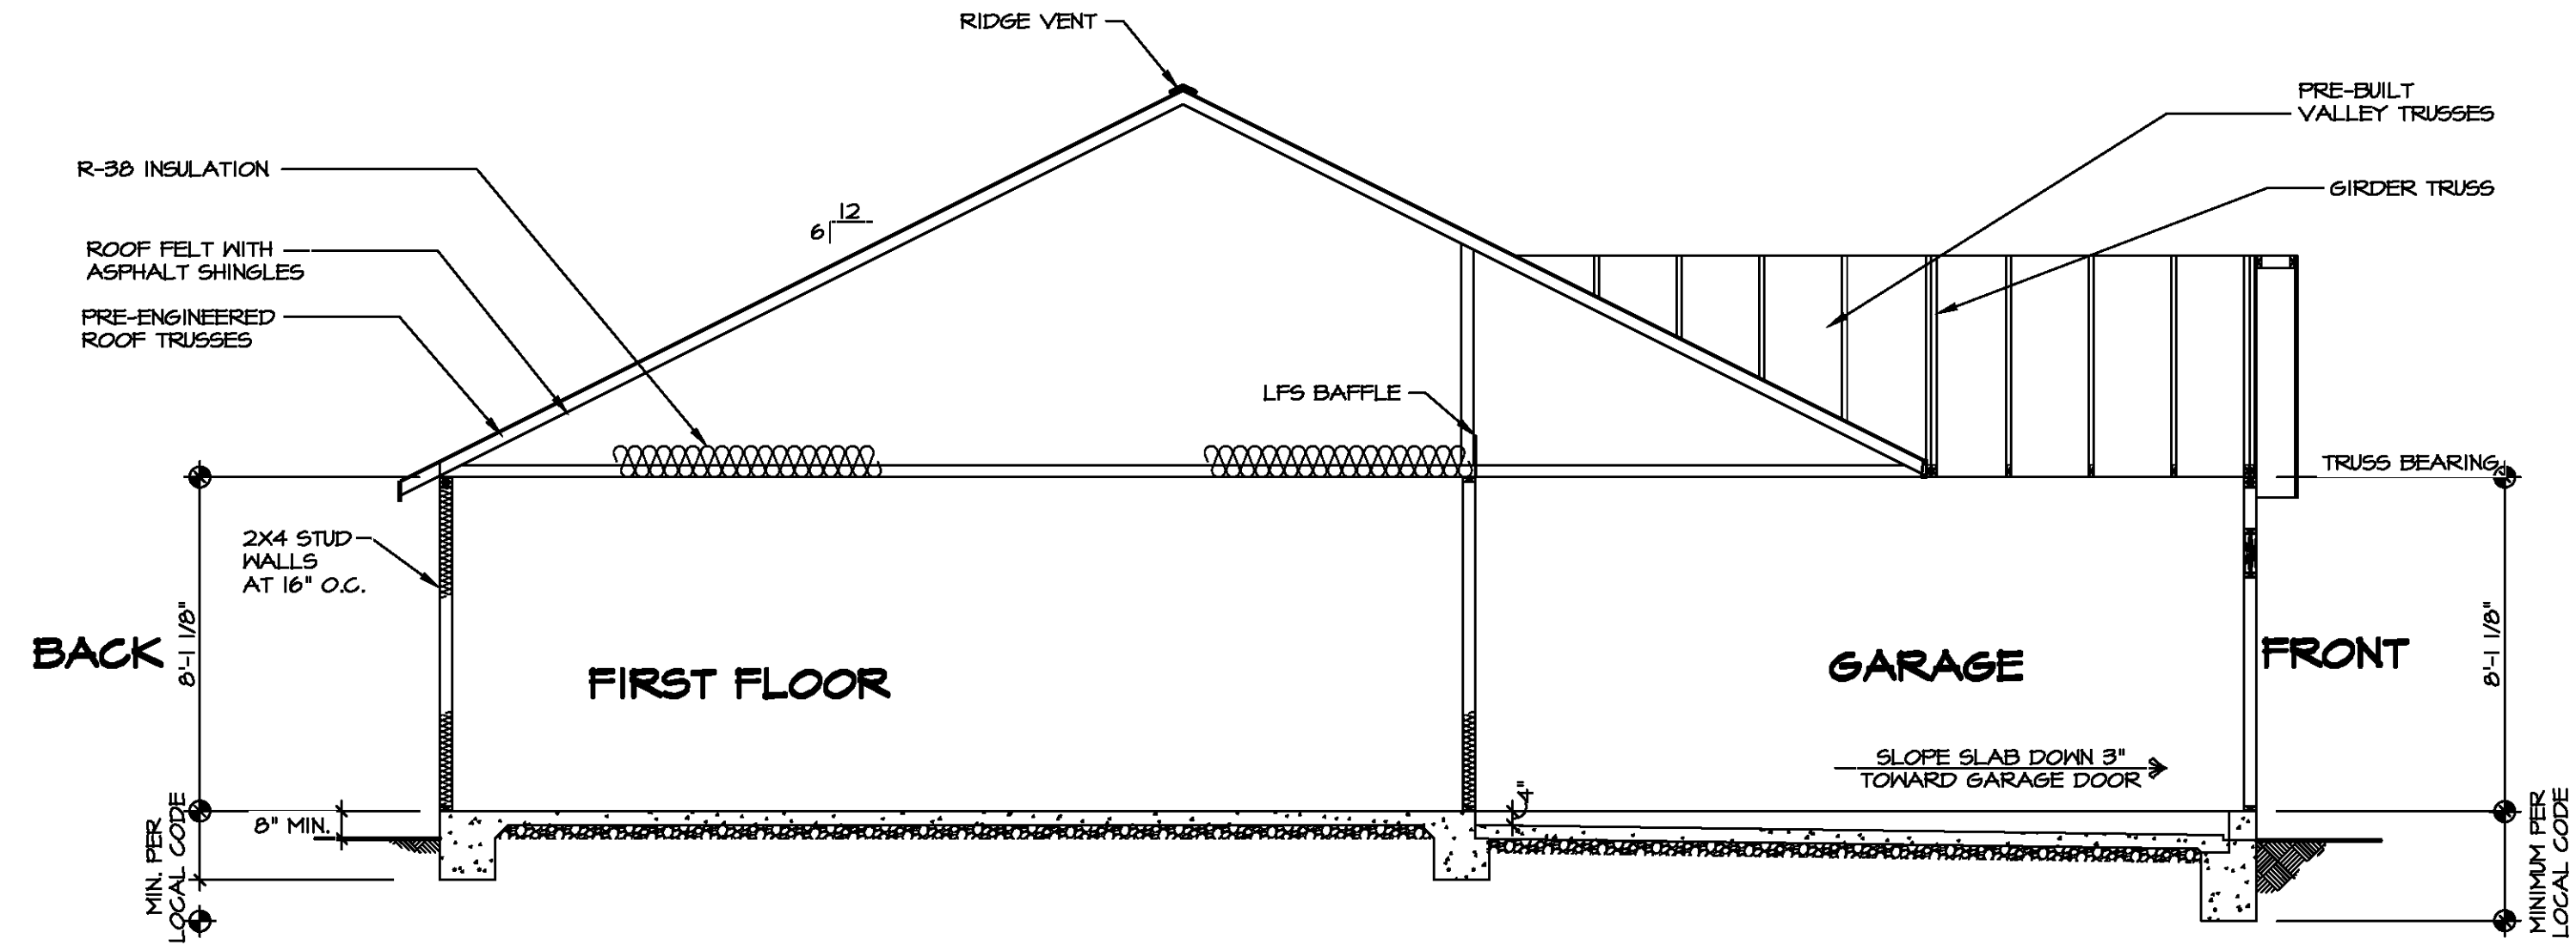 RIDGE VENT
PRE-BUILT
VALLEY TRUSSES
R-38 INSULATION
GIRDER TRUSS
12
6
ROOF FELT WITH
ASPHALT SHINGLES
PRE-ENGINEERED
ROOF TRUSSES
LFS BAFFLE
TRUSS BEARING
2X4 STUD
WALLS
AT 16" O.C.
BACK
8'-1 1/8"
FIRST FLOOR
GARAGE
FRONT
8'-1 1/8"
SLOPE SLAB DOWN 3"
TOWARD GARAGE DOOR
4"
8" MIN.
MIN. PER
LOCAL CODE
MINIMUM PER
LOCAL CODE